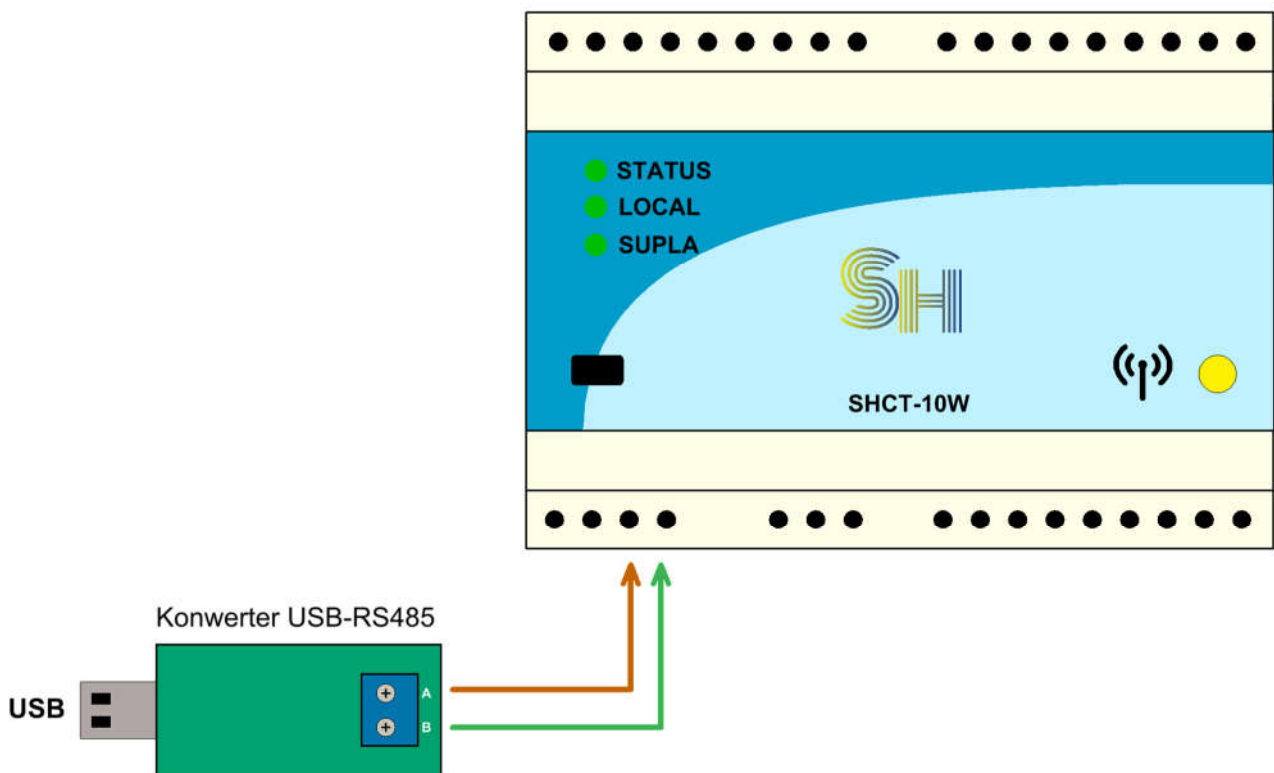 STATUS
LOCAL
SUPLA
SH
SHCT-10W
Konwerter USB-RS485
USB
A
B